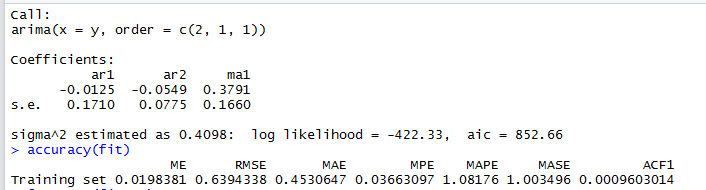 Call:
arima(x = y, order = c(2, 1, 1))
Coefficients:
ar1 ar2 ma1
-0.0125 -0.0549 0.3791
s.e. 0.1710 0.0775 0.1660
sigma^2 estimated as 0.4098: log likelihood = -422.33, aic = 852.66
> accuracy(fit)
ME RMSE MAE MPE MAPE MASE ACF1
Training set 0.0198381 0.6394338 0.4530647 0.03663097 1.08176 1.003496 0.0009603014